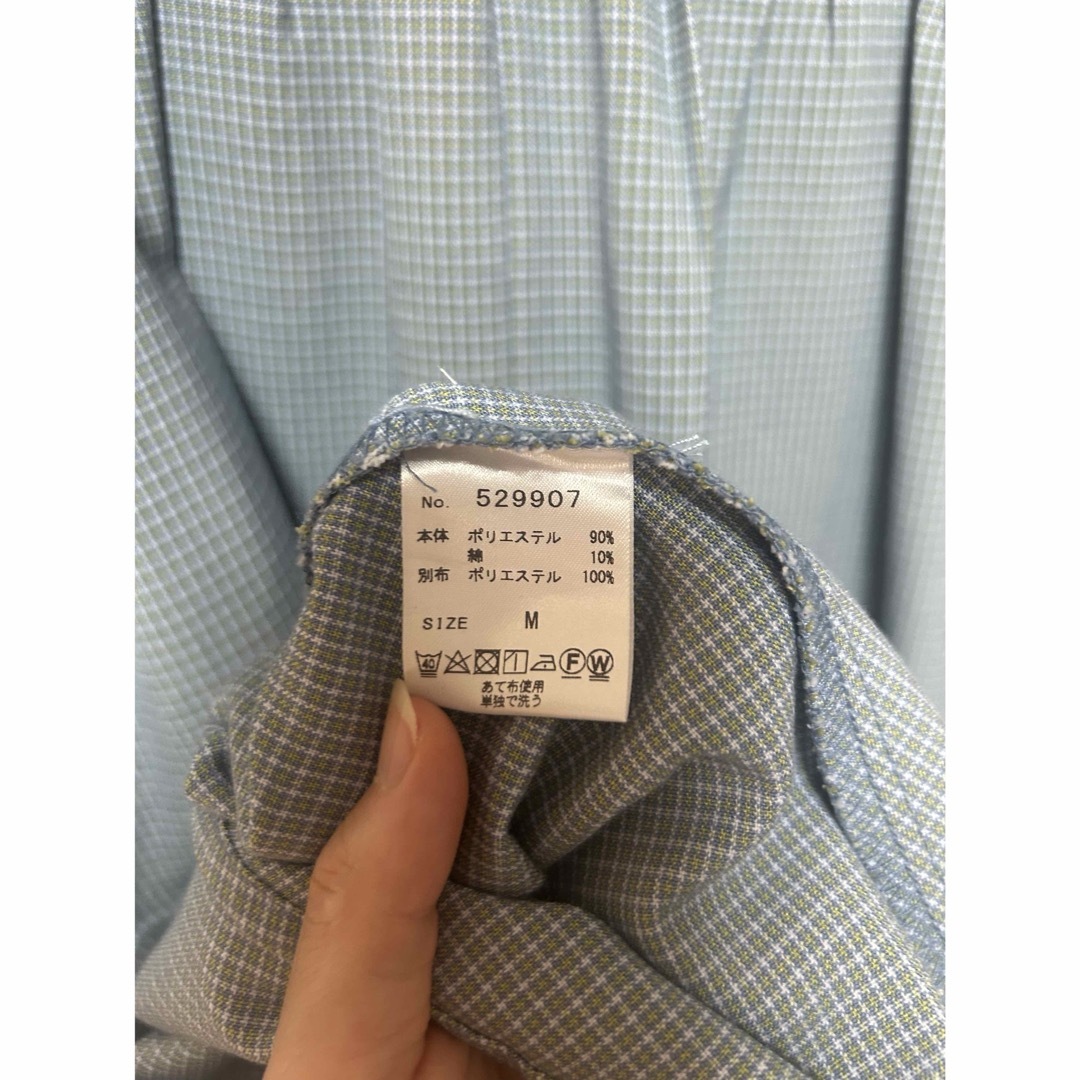 No. 529907
本体 ポリエステル 90%
綿 10%
別布 ポリエステル 100%
SIZE M
40 F W
あて布使用
単独で洗う